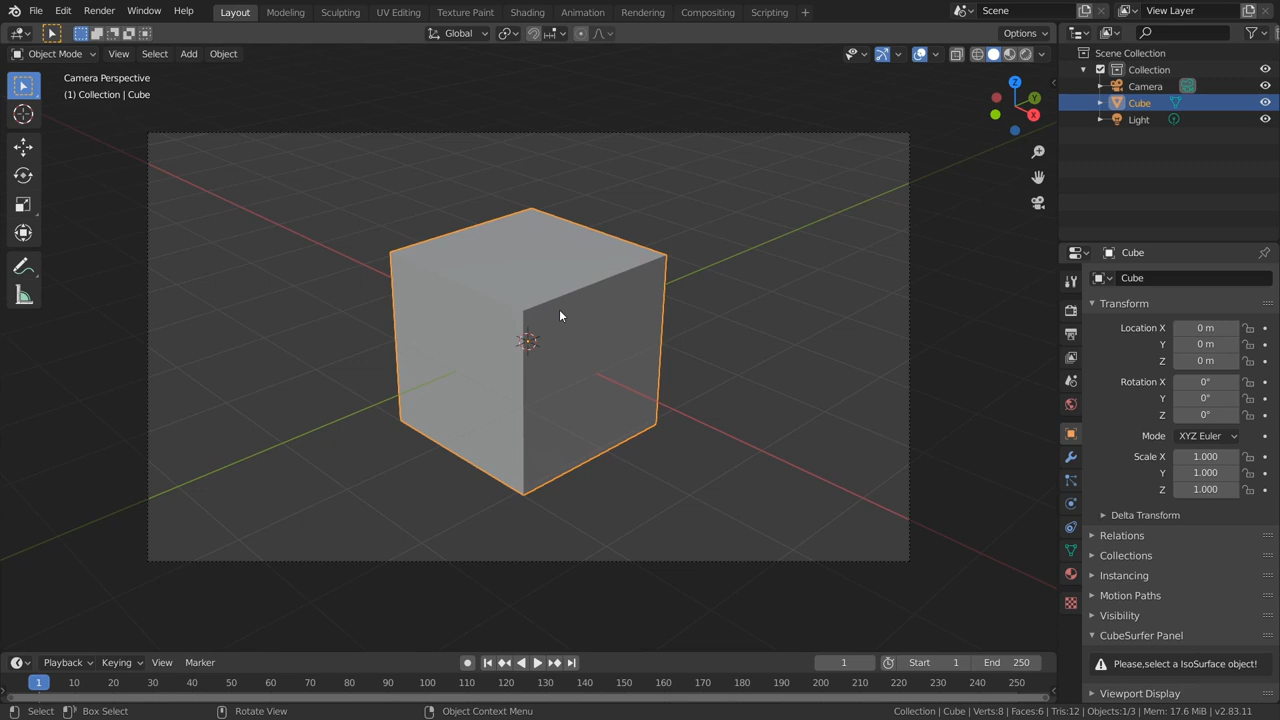 File Edit Render Window Help Layout Modeling Sculpting UV Editing Texture Paint Shading Animation Rendering Compositing Scripting + Scene View Layer
Global Options
Object Mode View Select Add Object
Camera Perspective
(1) Collection | Cube
Z
Y
X
Scene Collection
Collection
Camera
Cube
Light
Cube
Cube
Transform
Location X 0 m
Y 0 m
Z 0 m
Rotation X 0°
Y 0°
Z 0°
Mode XYZ Euler
Scale X 1.000
Y 1.000
Z 1.000
Delta Transform
Relations
Collections
Instancing
Motion Paths
Visibility
CubeSurfer Panel
Please,select a IsoSurface object!
Viewport Display
Playback Keying View Marker 1 Start 1 End 250
1 10 20 30 40 50 60 70 80 90 100 110 120 130 140 150 160 170 180 190 200 210 220 230 240 250
Select Box Select Rotate View Object Context Menu Collection | Cube | Verts:8 | Faces:6 | Tris:12 | Objects:1/3 | Mem: 17.6 MiB | v2.83.11